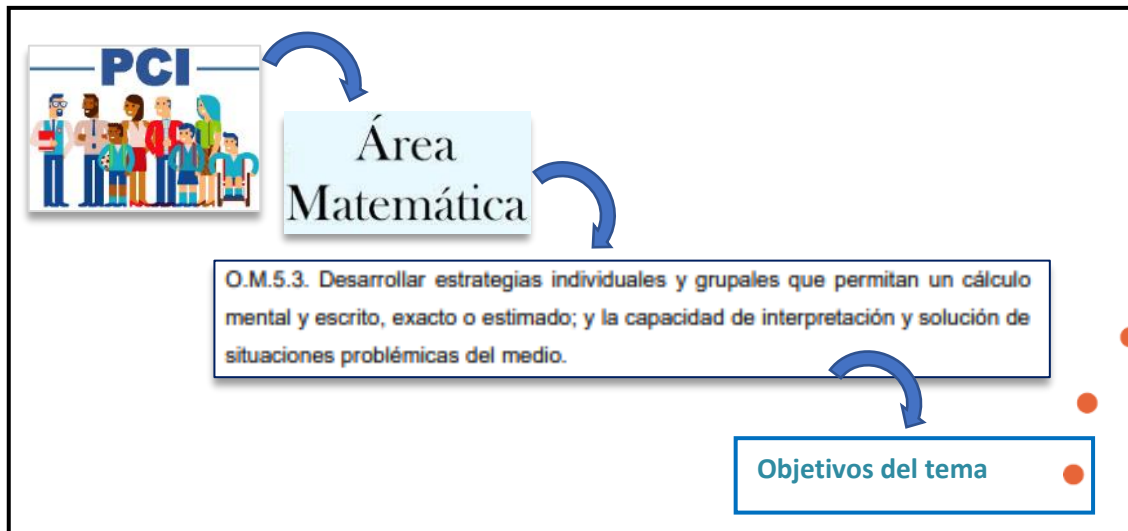 PCI
Área
Matemática
O.M.5.3. Desarrollar estrategias individuales y grupales que permitan un cálculo
mental y escrito, exacto o estimado; y la capacidad de interpretación y solución de
situaciones problémicas del medio.
Objetivos del tema